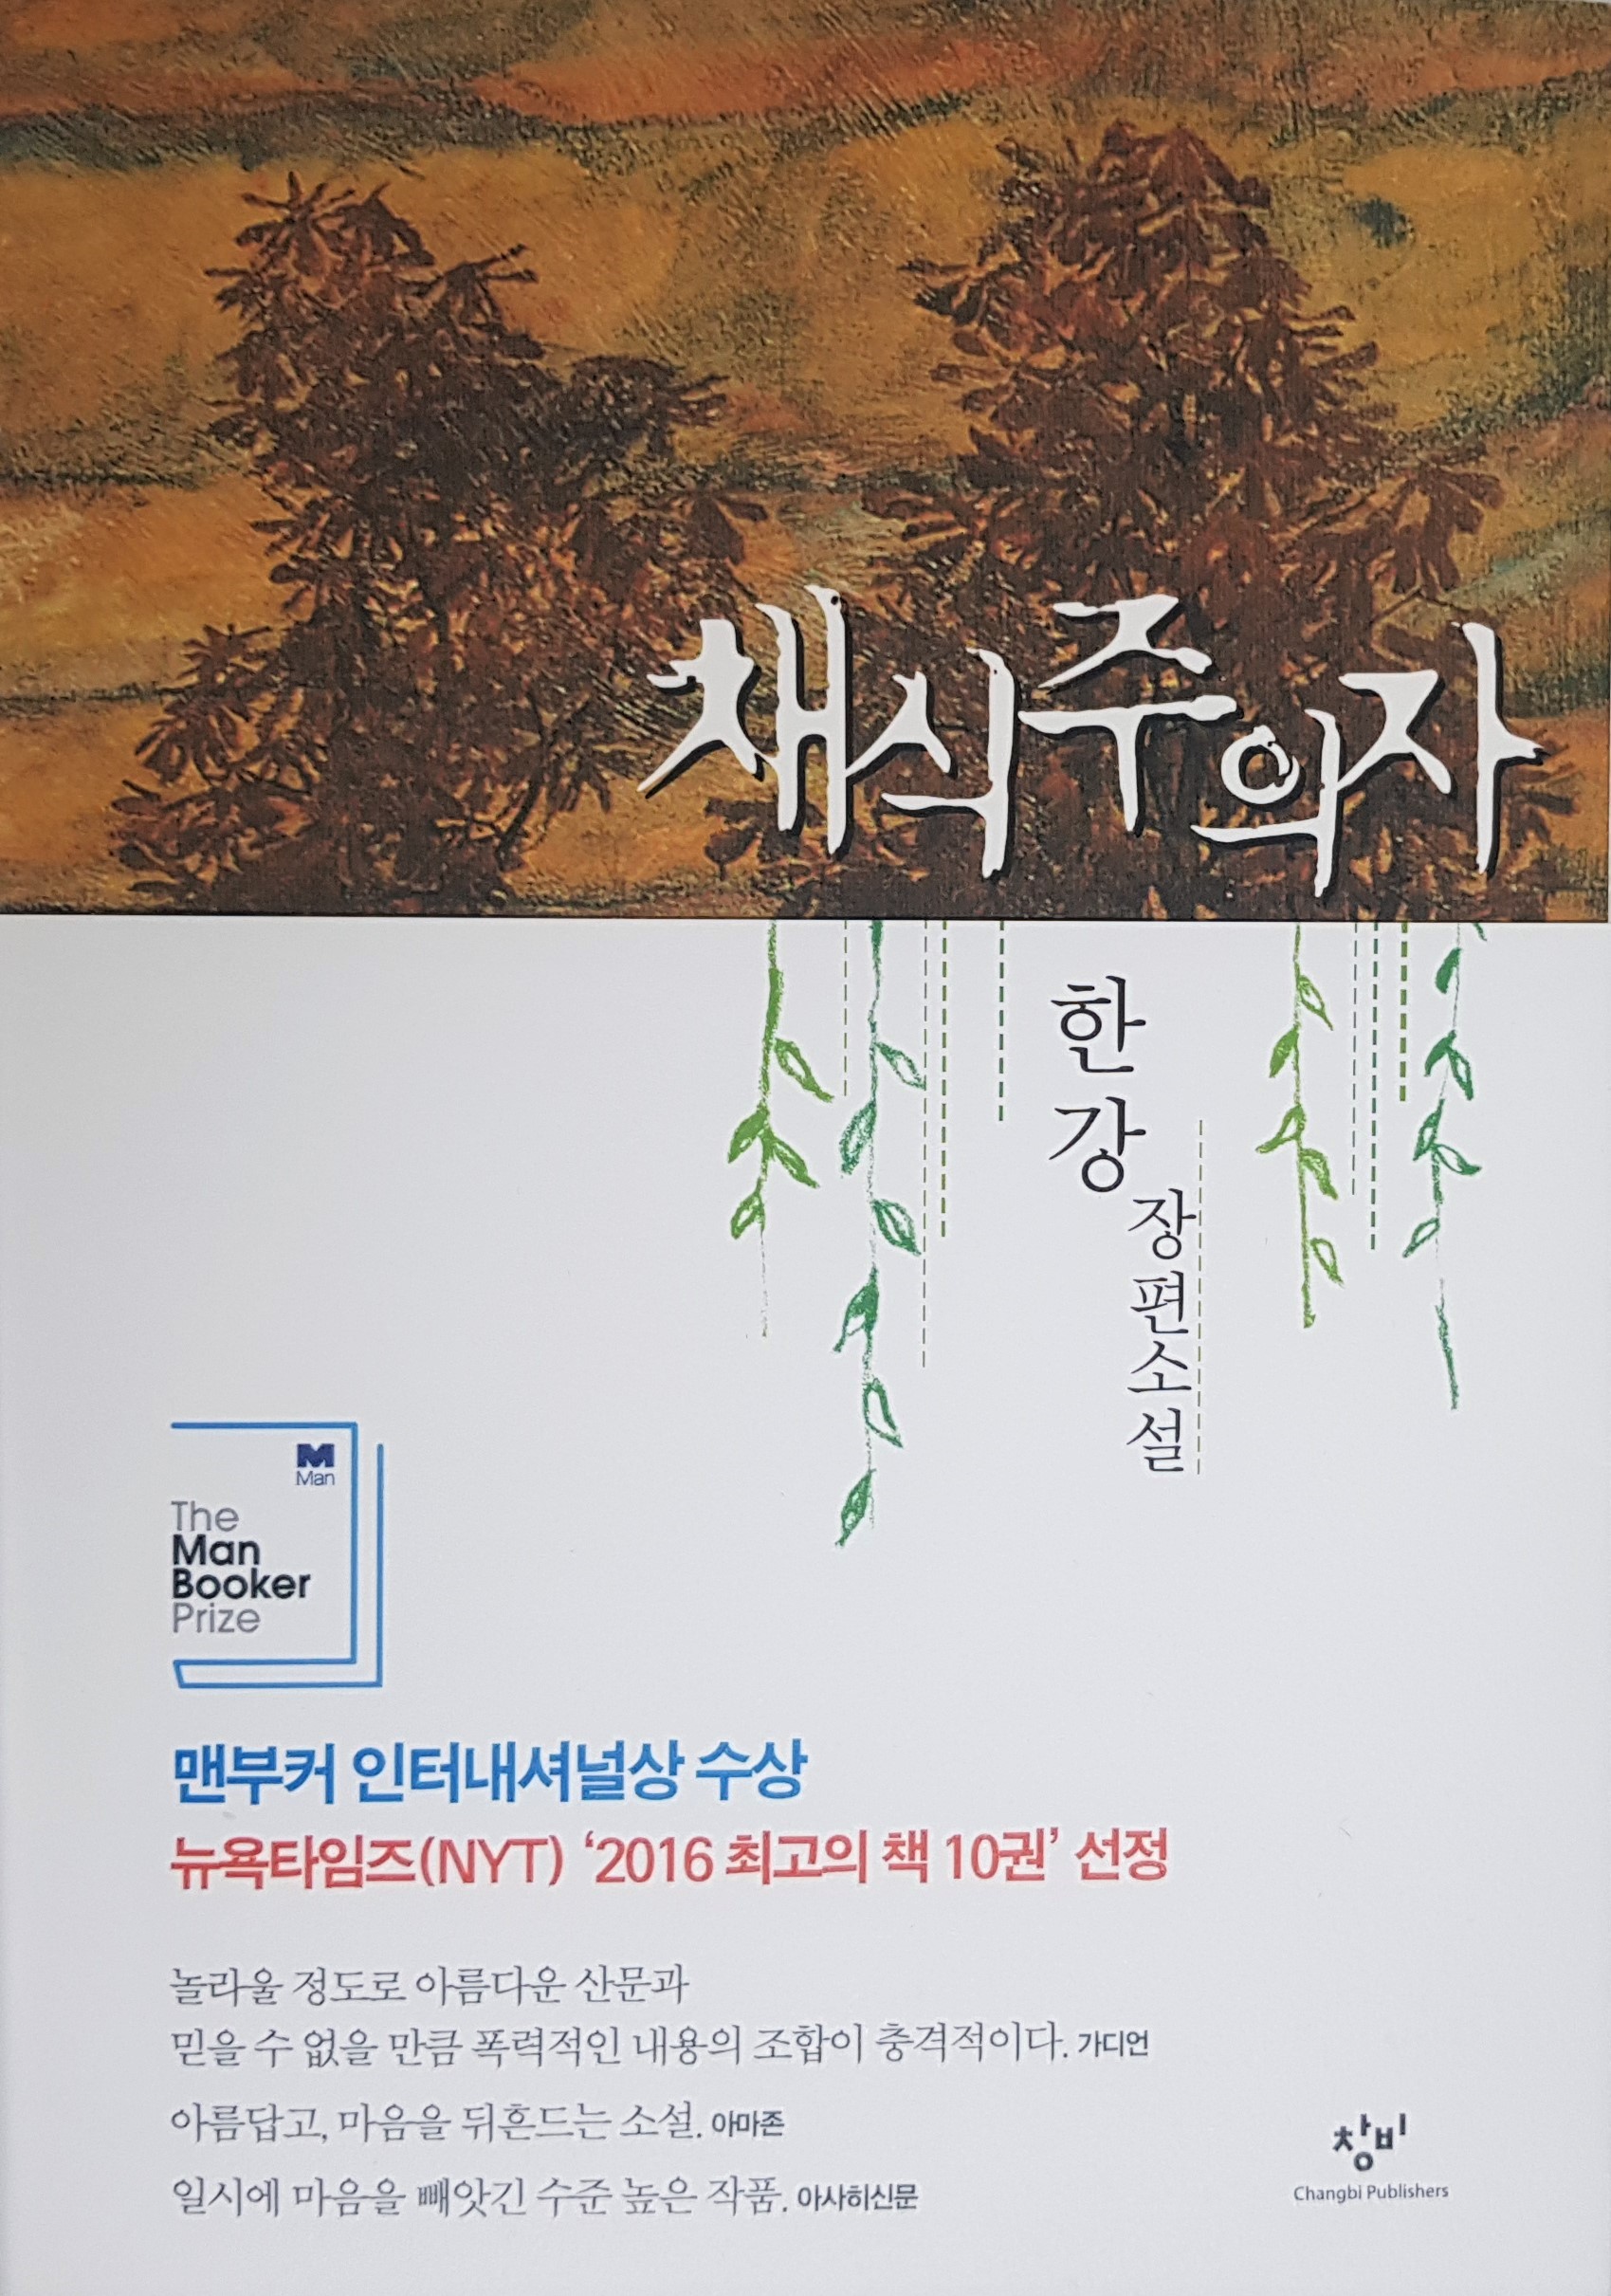 채식주의자
한강
장편소설
M
Man
The
Man
Booker
Prize
맨부커 인터내셔널상 수상
뉴욕타임즈(NYT) ‘2016 최고의 책 10권’ 선정
놀라울 정도로 아름다운 산문과
믿을 수 없을 만큼 폭력적인 내용의 조합이 충격적이다. 가디언
아름답고, 마음을 뒤흔드는 소설. 아마존
일시에 마음을 빼앗긴 수준 높은 작품. 아사히신문
창비
Changbi Publishers